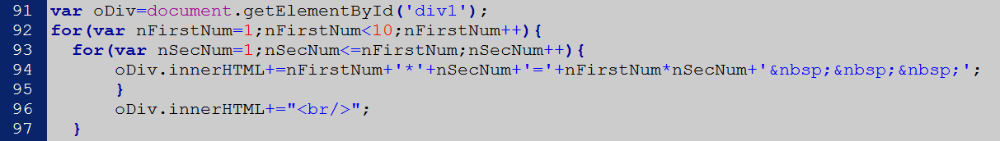 91 var oDiv=document.getElementById('div1');
92 for(var nFirstNum=1;nFirstNum<10;nFirstNum++){
93   for(var nSecNum=1;nSecNum<=nFirstNum;nSecNum++){
94       oDiv.innerHTML+=nFirstNum+'*'+nSecNum+'='+nFirstNum*nSecNum+'&nbsp;&nbsp;&nbsp;';
95       }
96       oDiv.innerHTML+="<br/>";
97   }